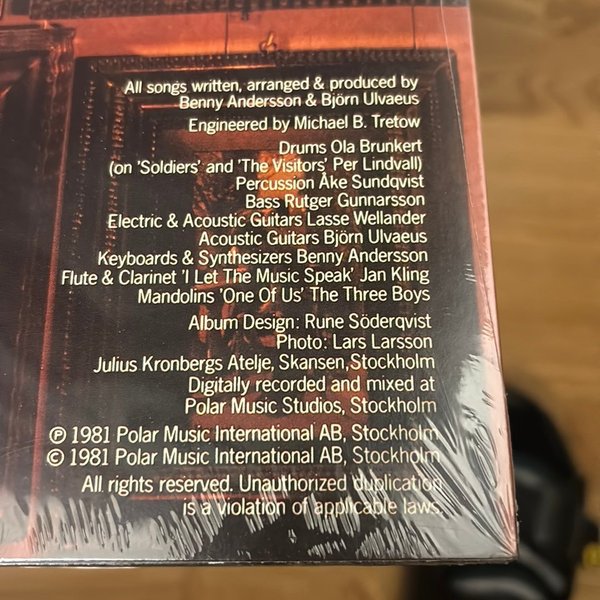 All songs written, arranged & produced by
Benny Andersson & Björn Ulvaeus
Engineered by Michael B. Tretow
Drums Ola Brunkert
(on 'Soldiers' and 'The Visitors' Per Lindvall)
Percussion Åke Sundqvist
Bass Rutger Gunnarsson
Electric & Acoustic Guitars Lasse Wellander
Acoustic Guitars Björn Ulvaeus
Keyboards & Synthesizers Benny Andersson
Flute & Clarinet 'I Let The Music Speak' Jan Kling
Mandolins 'One Of Us' The Three Boys
Album Design: Rune Söderqvist
Photo: Lars Larsson
Julius Kronbergs Atelje, Skansen, Stockholm
Digitally recorded and mixed at
Polar Music Studios, Stockholm
℗ 1981 Polar Music International AB, Stockholm
© 1981 Polar Music International AB, Stockholm
All rights reserved. Unauthorized duplication
is a violation of applicable laws.